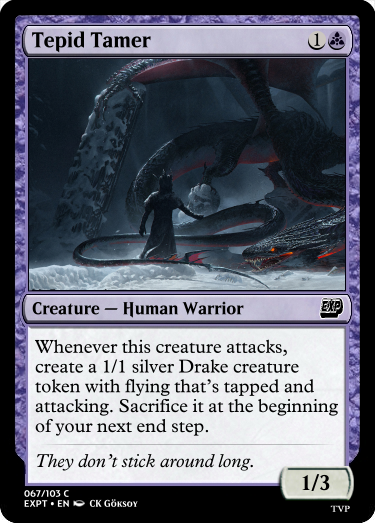 Tepid Tamer 1
EXP
Creature — Human Warrior
Whenever this creature attacks,
create a 1/1 silver Drake creature
token with flying that's tapped and
attacking. Sacrifice it at the beginning
of your next end step.
They don't stick around long.
1/3
067/103 C
EXPT • EN CK Göksoy
TVP